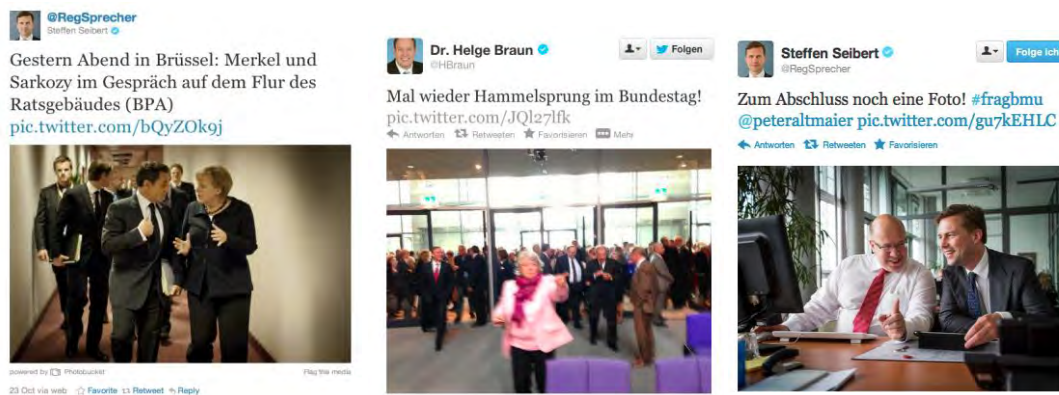 @RegSprecher
Steffen Seibert
Gestern Abend in Brüssel: Merkel und
Sarkozy im Gespräch auf dem Flur des
Ratsgebäudes (BPA)
pic.twitter.com/bQyZOk9j
powered by Photobucket
Flag this media
23 Oct via web Favorite Retweet Reply
Dr. Helge Braun
@HBraun
Folgen
Mal wieder Hammelsprung im Bundestag!
pic.twitter.com/JQl27lfk
Antworten Retweeten Favorisieren Mehr
Steffen Seibert
@RegSprecher
Folge ich
Zum Abschluss noch eine Foto! #fragbmu
@peteraltmaier pic.twitter.com/gu7kEHLC
Antworten Retweeten Favorisieren